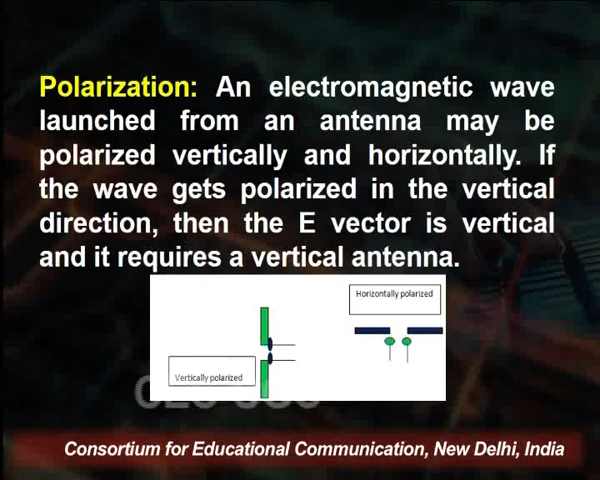 Polarization: An electromagnetic wave
launched from an antenna may be
polarized vertically and horizontally. If
the wave gets polarized in the vertical
direction, then the E vector is vertical
and it requires a vertical antenna.
Horizontally polarized
Vertically polarized
Consortium for Educational Communication, New Delhi, India